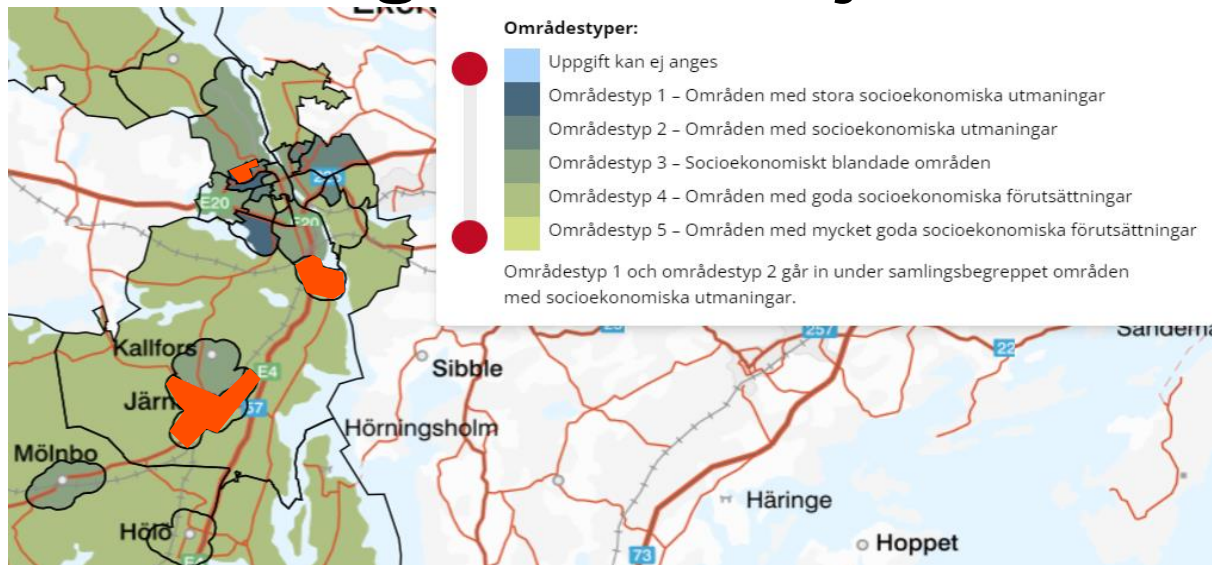 Områdestyper:
Uppgift kan ej anges
Områdestyp 1 – Områden med stora socioekonomiska utmaningar
Områdestyp 2 – Områden med socioekonomiska utmaningar
Områdestyp 3 – Socioekonomiskt blandade områden
Områdestyp 4 – Områden med goda socioekonomiska förutsättningar
Områdestyp 5 – Områden med mycket goda socioekonomiska förutsättningar
Områdestyp 1 och områdestyp 2 går in under samlingsbegreppet områden
med socioekonomiska utmaningar.
E20
E20
257
22
Kallfors
Sibble
E4
Järn
57
Hörningsholm
Mölnbo
Häringe
Hölö
Hoppet
E4
73